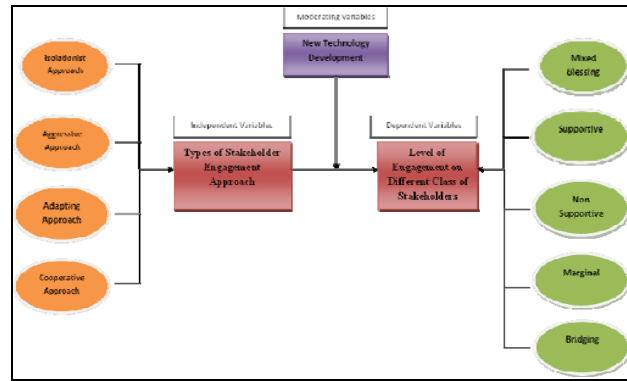 Moderating Variables
New Technology
Development
Isolationist
Approach
Aggressive
Approach
Adapting
Approach
Cooperative
Approach
Independent Variables
Types of Stakeholder
Engagement
Approach
Dependent Variables
Level of
Engagement on
Different Class of
Stakeholders
Mixed
Blessing
Supportive
Non
Supportive
Marginal
Bridging